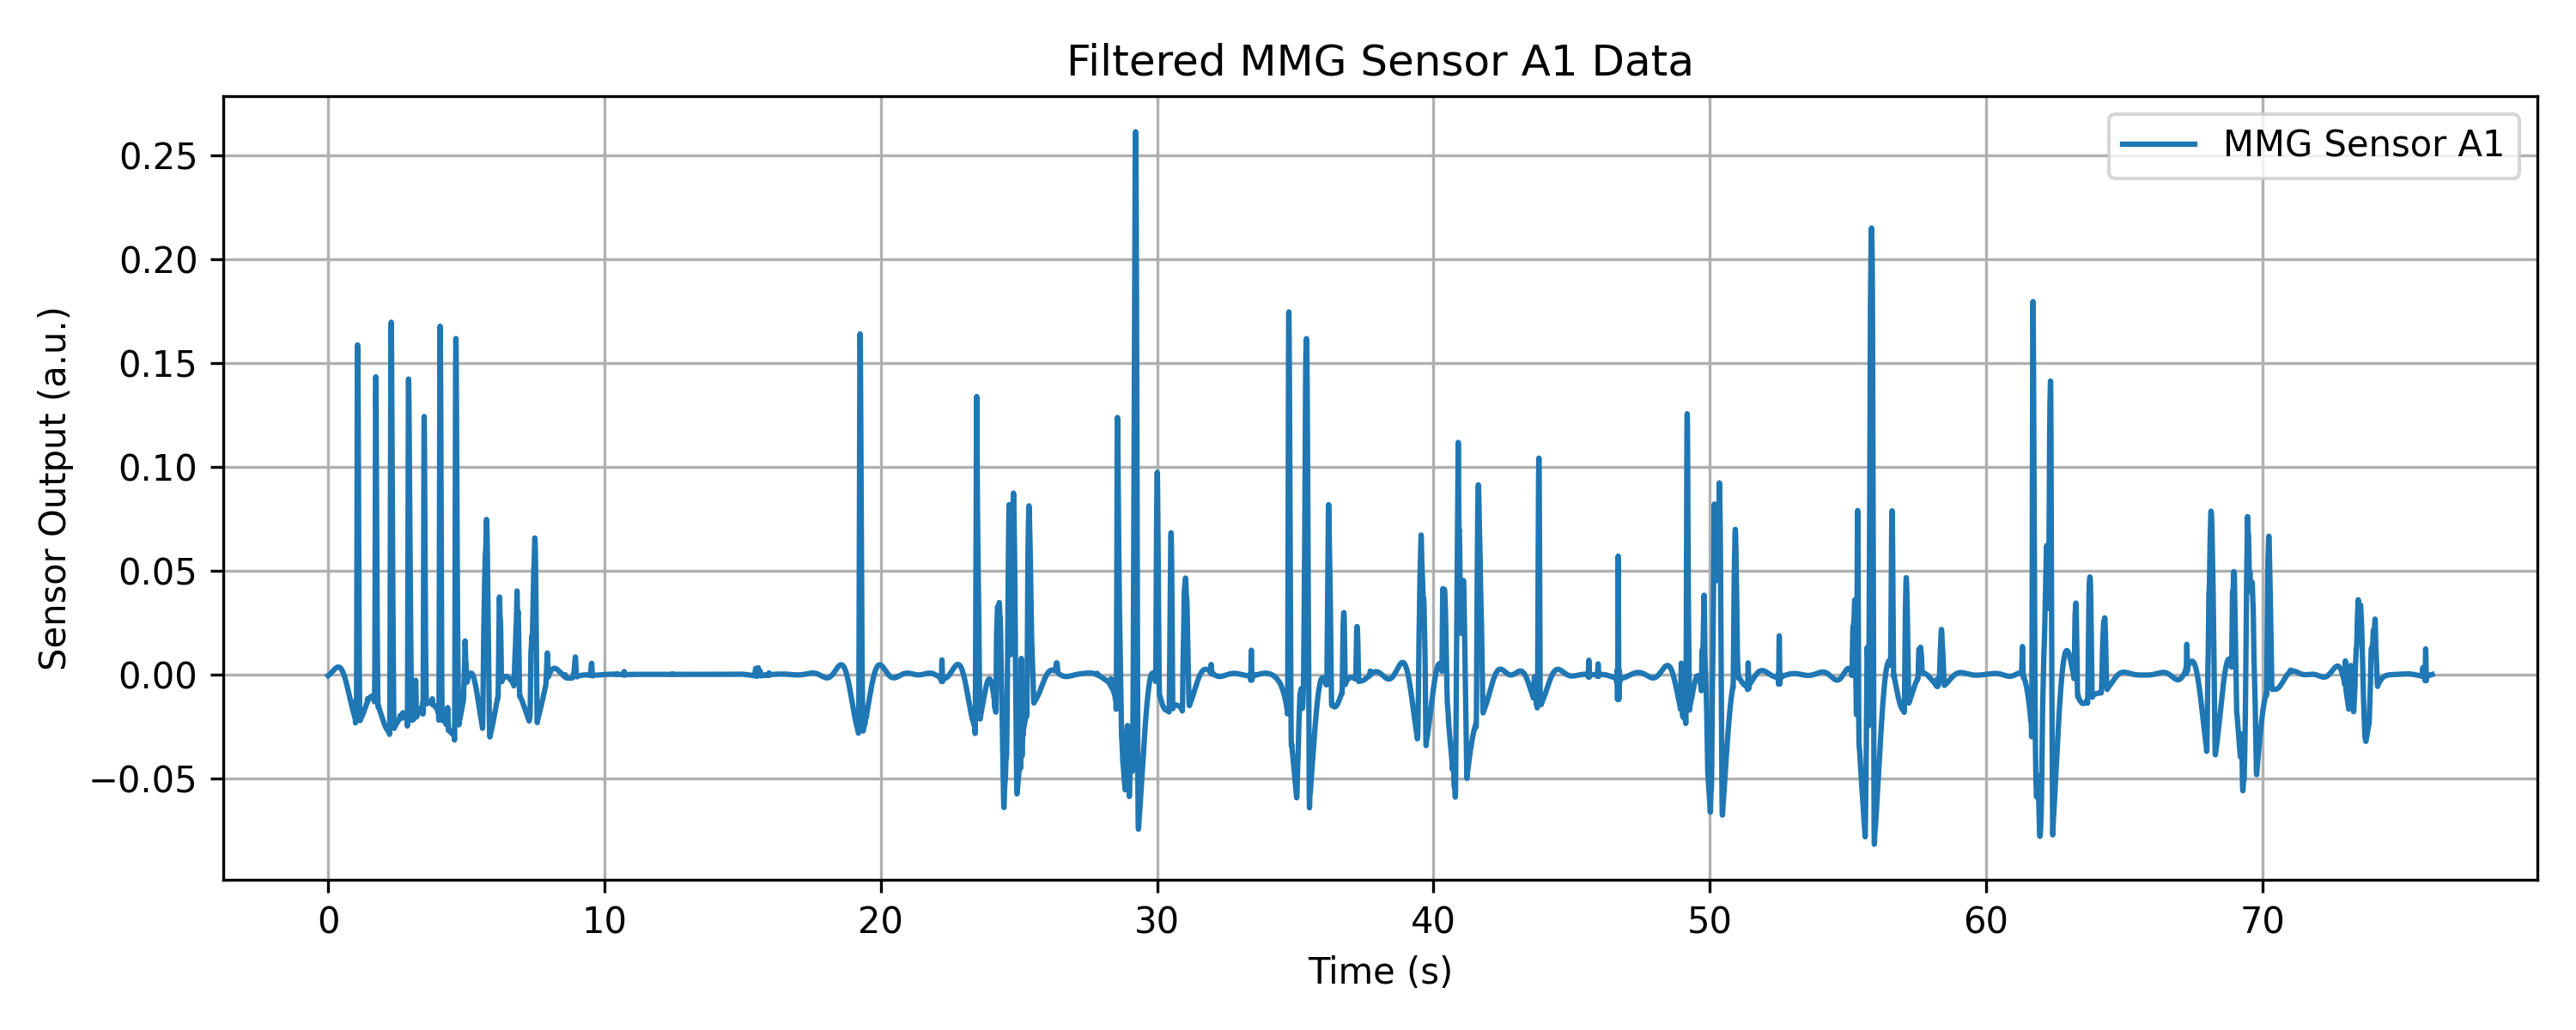 Filtered MMG Sensor A1 Data
MMG Sensor A1
Sensor Output (a.u.)
0.25
0.20
0.15
0.10
0.05
0.00
−0.05
0 10 20 30 40 50 60 70
Time (s)